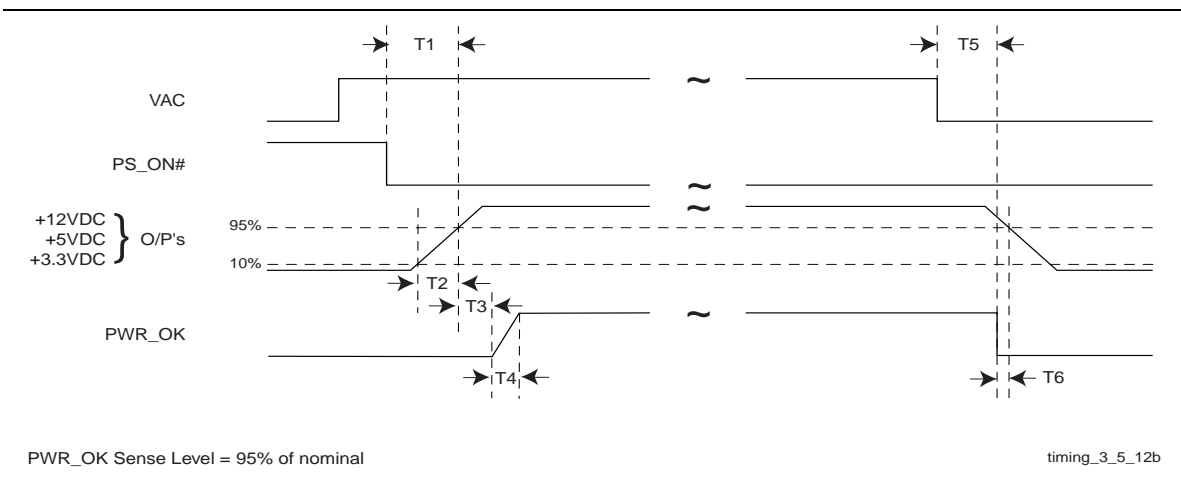 T1
T5
VAC
~
PS_ON#
~
+12VDC
+5VDC
+3.3VDC
} O/P's
95%
10%
~
T2
T3
PWR_OK
~
T4
T6
PWR_OK Sense Level = 95% of nominal
timing_3_5_12b